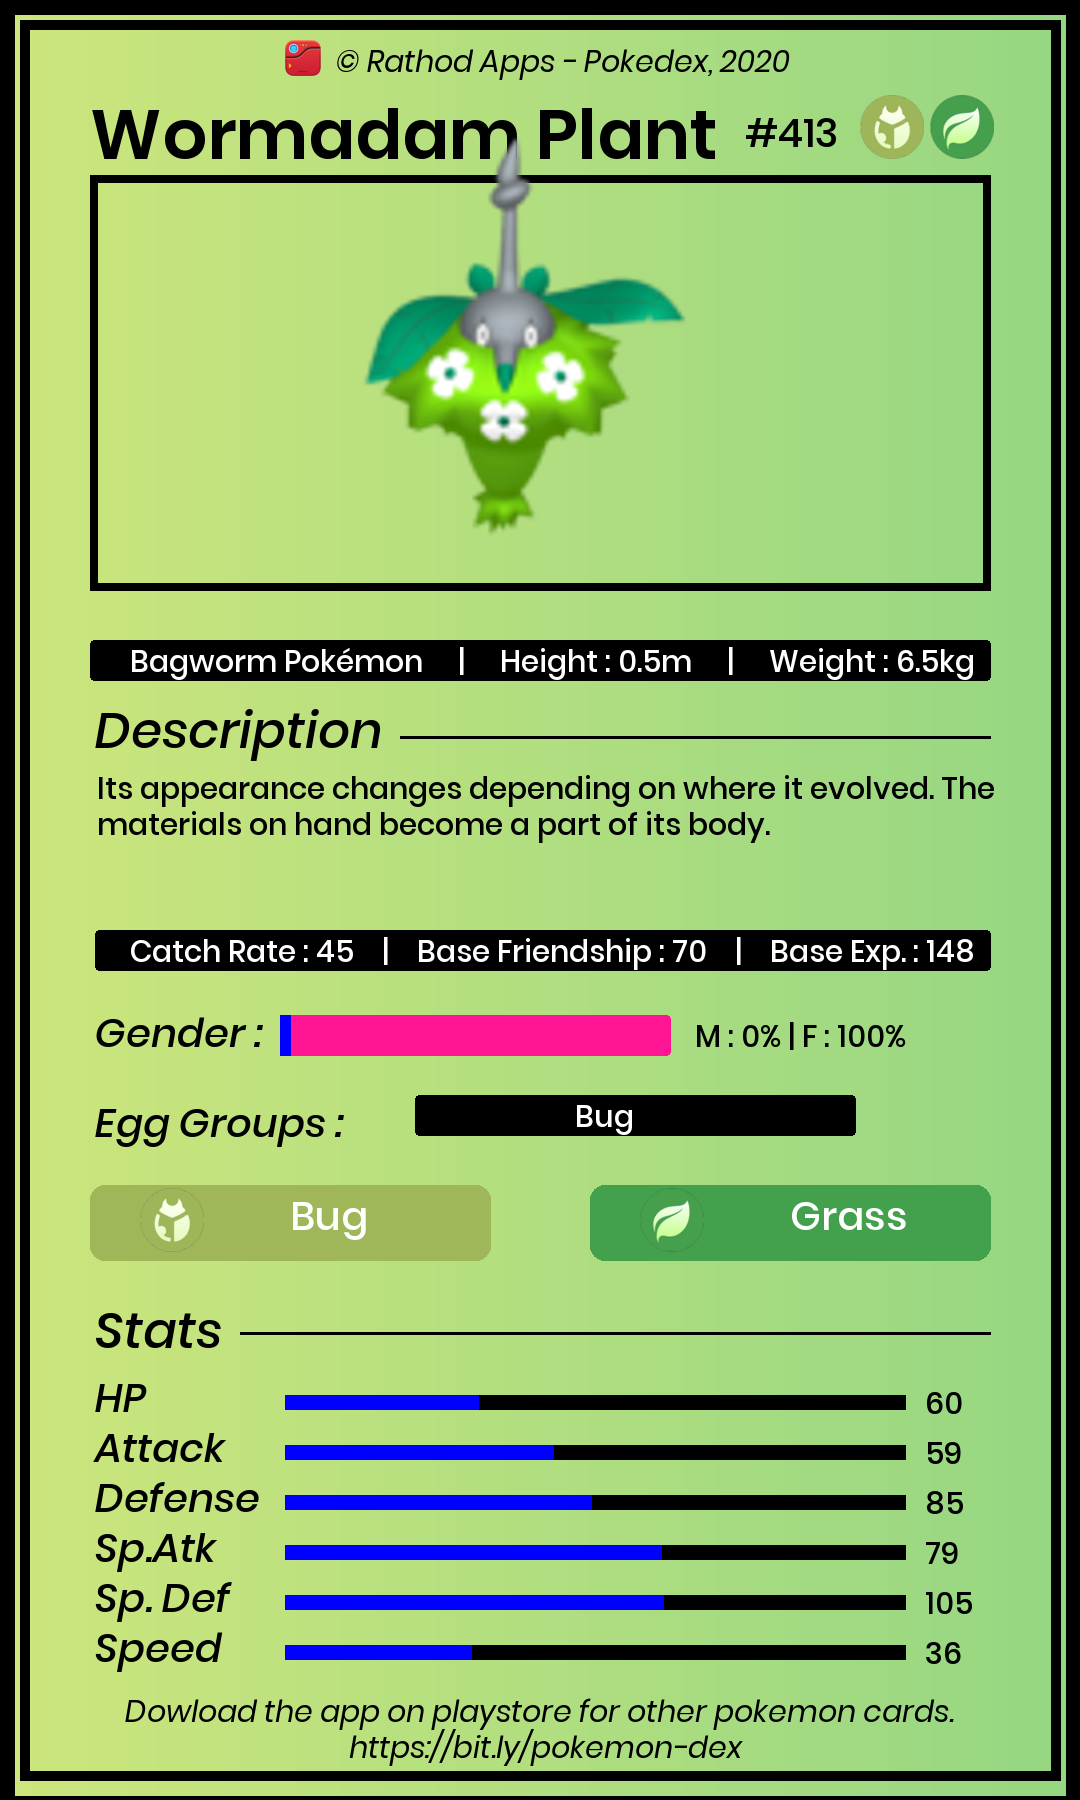 © Rathod Apps - Pokedex, 2020
Wormadam Plant #413
Bagworm Pokémon | Height : 0.5m | Weight : 6.5kg
Description
Its appearance changes depending on where it evolved. The
materials on hand become a part of its body.
Catch Rate : 45 | Base Friendship : 70 | Base Exp. : 148
Gender : M : 0% | F : 100%
Egg Groups : Bug
Bug Grass
Stats
HP 60
Attack 59
Defense 85
Sp.Atk 79
Sp. Def 105
Speed 36
Dowload the app on playstore for other pokemon cards.
https://bit.ly/pokemon-dex